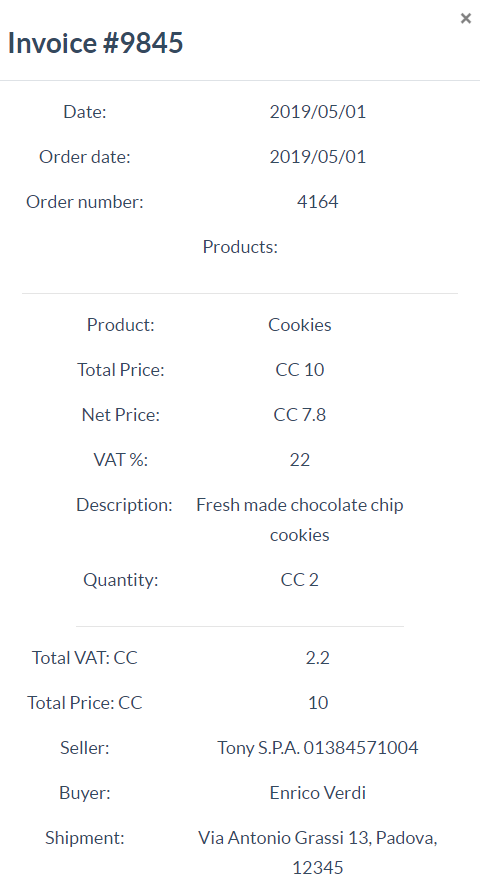 ×
Invoice #9845
Date: 2019/05/01
Order date: 2019/05/01
Order number: 4164
Products:
Product: Cookies
Total Price: CC 10
Net Price: CC 7.8
VAT %: 22
Description: Fresh made chocolate chip
cookies
Quantity: CC 2
Total VAT: CC 2.2
Total Price: CC 10
Seller: Tony S.P.A. 01384571004
Buyer: Enrico Verdi
Shipment: Via Antonio Grassi 13, Padova,
12345